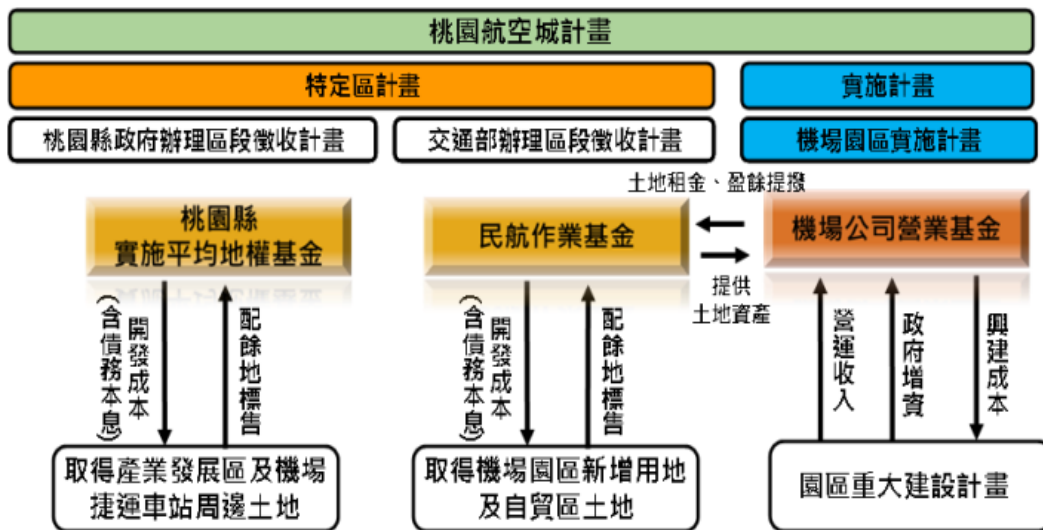 桃園航空城計畫
特定區計畫
實施計畫
桃園縣政府辦理區段徵收計畫
交通部辦理區段徵收計畫
機場園區實施計畫
土地租金、盈餘提撥
桃園縣
實施平均地權基金
民航作業基金
機場公司營業基金
提供
土地資產
開發成本
(含債務本息)
配餘地標售
開發成本
(含債務本息)
配餘地標售
營運收入
政府增資
興建成本
取得產業發展區及機場
捷運車站周邊土地
取得機場園區新增用地
及自貿區土地
園區重大建設計畫